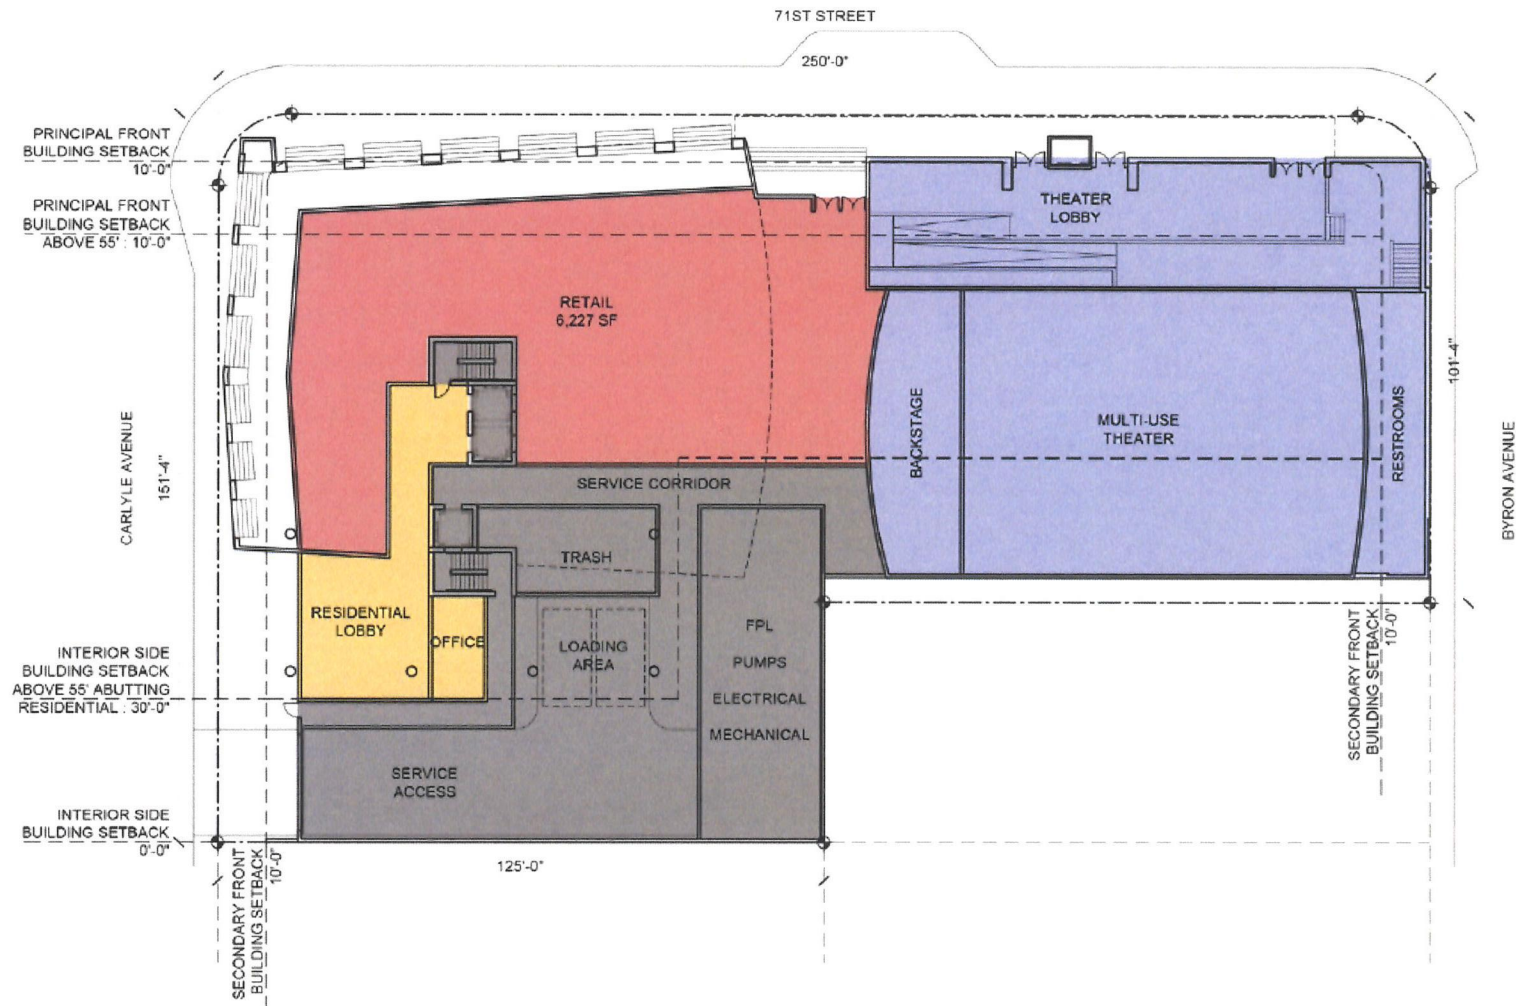 71ST STREET
250'-0"
PRINCIPAL FRONT
BUILDING SETBACK
10'-0"
PRINCIPAL FRONT
BUILDING SETBACK
ABOVE 55' : 10'-0"
THEATER
LOBBY
RETAIL
6,227 SF
CARLYLE AVENUE
151'-4"
BACKSTAGE
MULTI-USE
THEATER
RESTROOMS
101'-4"
BYRON AVENUE
SERVICE CORRIDOR
TRASH
RESIDENTIAL
LOBBY
OFFICE
LOADING
AREA
FPL
PUMPS
ELECTRICAL
MECHANICAL
INTERIOR SIDE
BUILDING SETBACK
ABOVE 55' ABUTTING
RESIDENTIAL : 30'-0"
SECONDARY FRONT
BUILDING SETBACK
10'-0"
SERVICE
ACCESS
INTERIOR SIDE
BUILDING SETBACK
0'-0"
125'-0"
SECONDARY FRONT
BUILDING SETBACK
10'-0"